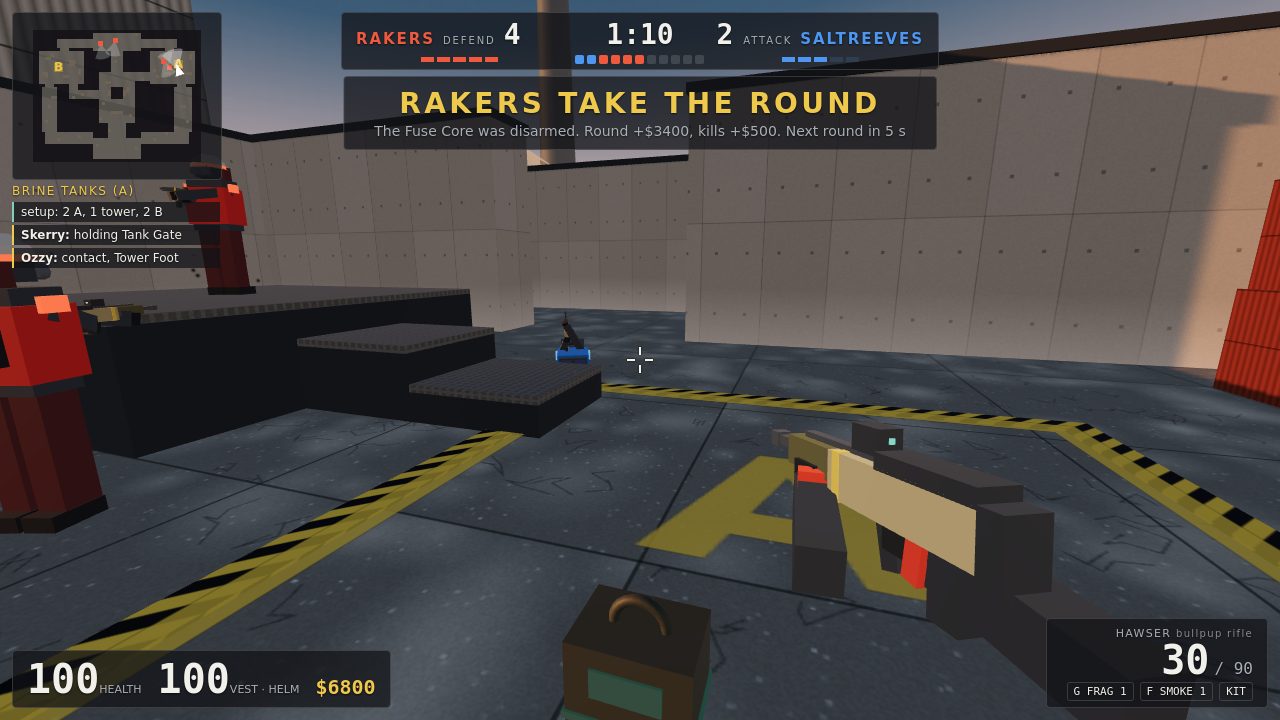 RAKERS DEFEND 4 1:10 2 ATTACK SALTREEVES
RAKERS TAKE THE ROUND
The Fuse Core was disarmed. Round +$3400, kills +$500. Next round in 5 s
B
BRINE TANKS (A)
setup: 2 A, 1 tower, 2 B
Skerry: holding Tank Gate
Ozzy: contact, Tower Foot
A
100 HEALTH 100 VEST · HELM $6800
HAWSER bullpup rifle
30 / 90
G FRAG 1 F SMOKE 1 KIT